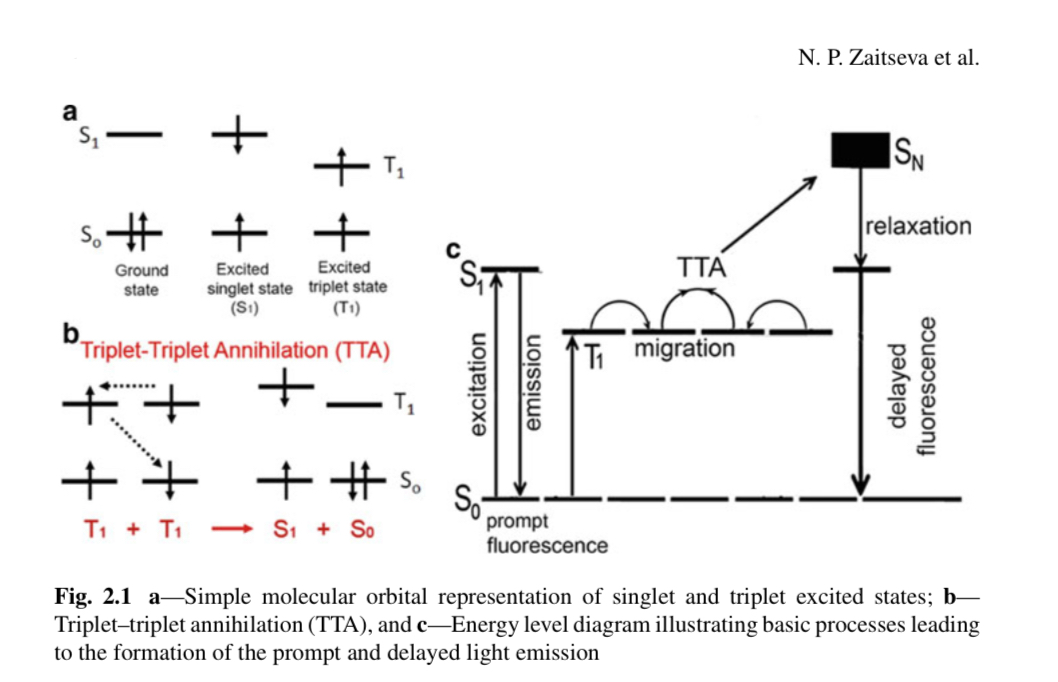 N. P. Zaitseva et al.
a
S1
T1
So
Ground
state
Excited
singlet state
(S1)
Excited
triplet state
(T1)
b
Triplet-Triplet Annihilation (TTA)
T1
So
T1 + T1 → S1 + S0
c
S1
SN
relaxation
TTA
T1
migration
excitation
emission
delayed
fluorescence
S0
prompt
fluorescence
Fig. 2.1 a—Simple molecular orbital representation of singlet and triplet excited states; b—
Triplet–triplet annihilation (TTA), and c—Energy level diagram illustrating basic processes leading
to the formation of the prompt and delayed light emission